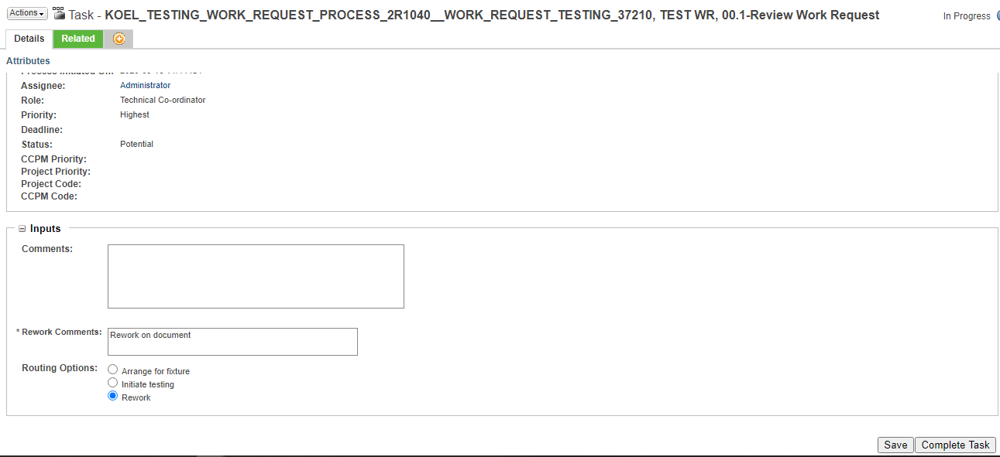 Actions
Task - KOEL_TESTING_WORK_REQUEST_PROCESS_2R1040__WORK_REQUEST_TESTING_37210, TEST WR, 00.1-Review Work Request
In Progress
Details Related
Attributes
Assignee: Administrator
Role: Technical Co-ordinator
Priority: Highest
Deadline:
Status: Potential
CCPM Priority:
Project Priority:
Project Code:
CCPM Code:
Inputs
Comments:
* Rework Comments: Rework on document
Routing Options: Arrange for fixture
Initiate testing
Rework
Save Complete Task